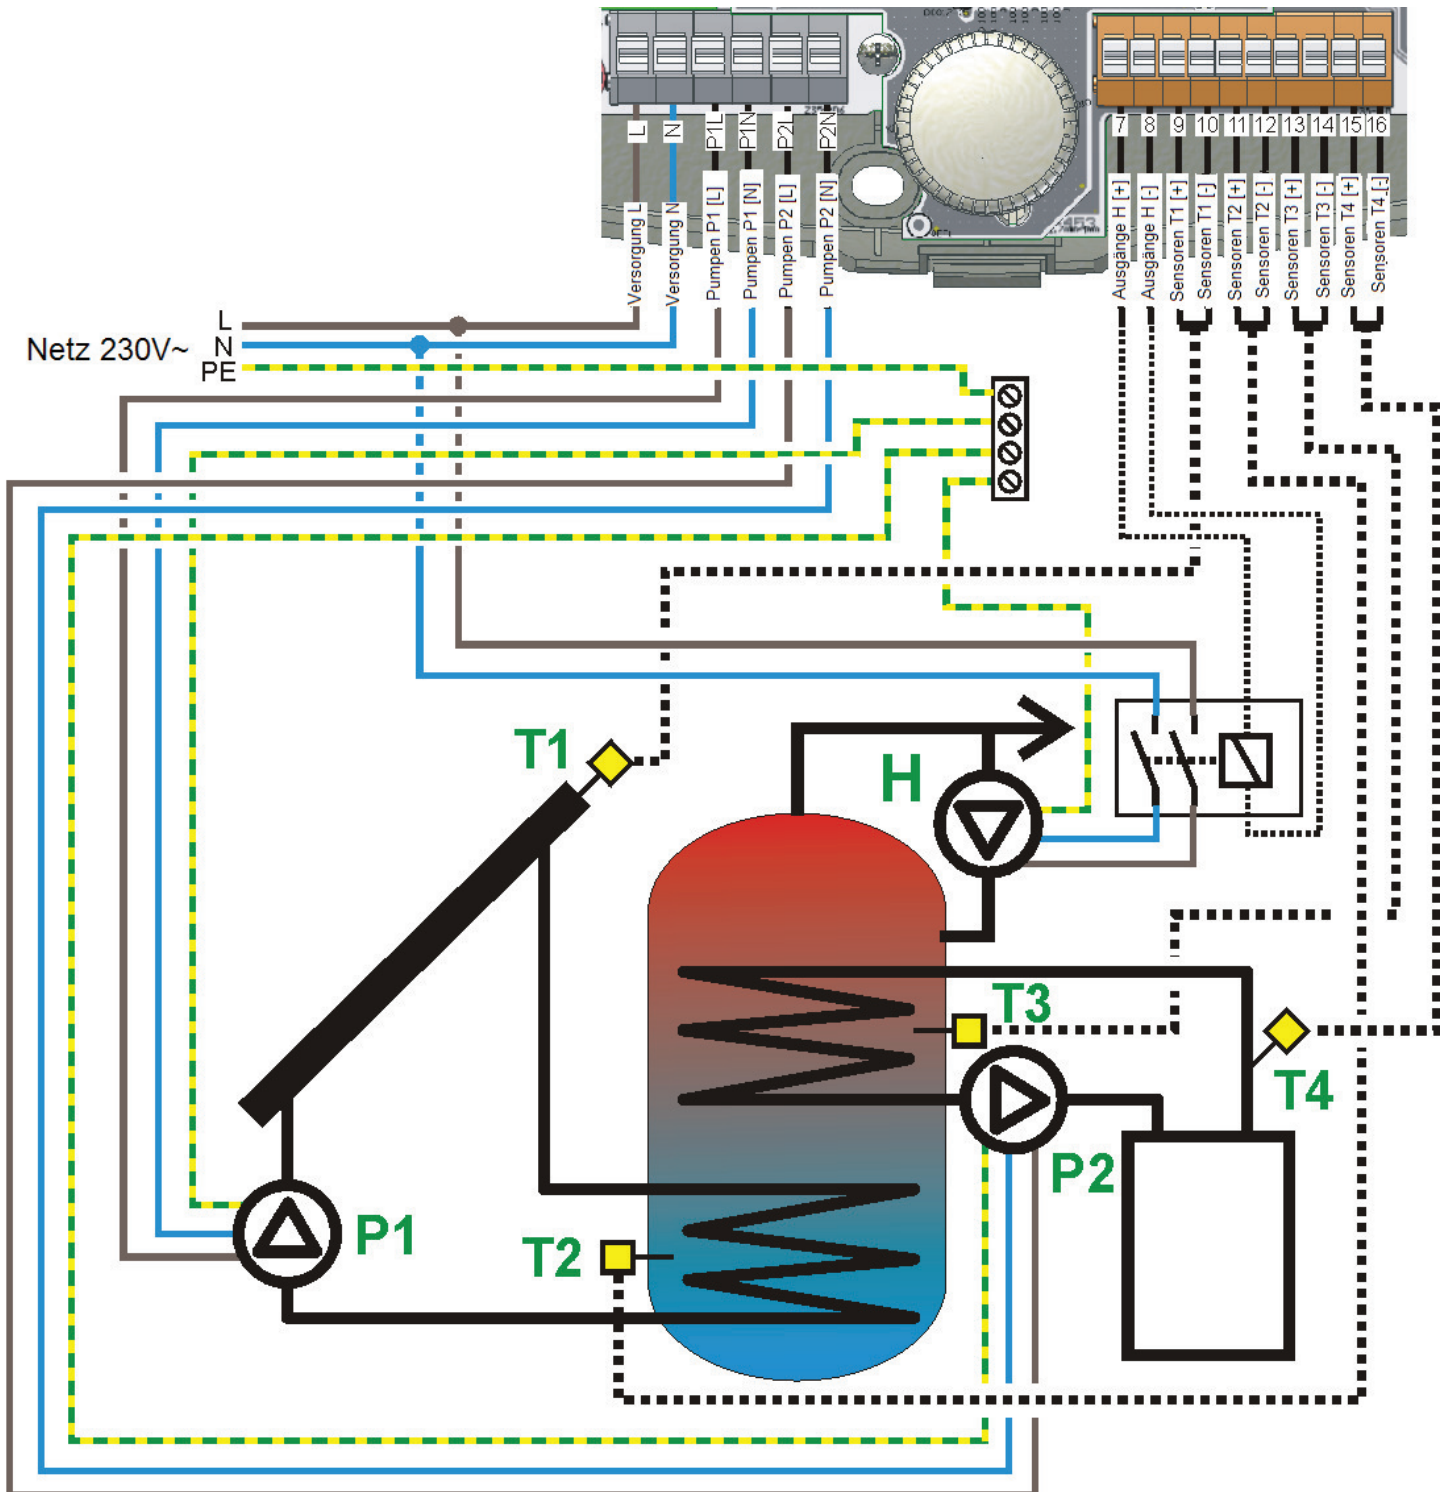 L
N
P1L
P1N
P2L
P2N
7
8
9
10
11
12
13
14
15
16
Versorgung L
Versorgung N
Pumpen P1 [L]
Pumpen P1 [N]
Pumpen P2 [L]
Pumpen P2 [N]
Ausgänge H [+]
Ausgänge H [-]
Sensoren T1 [+]
Sensoren T1 [-]
Sensoren T2 [+]
Sensoren T2 [-]
Sensoren T3 [+]
Sensoren T3 [-]
Sensoren T4 [+]
Sensoren T4 [-]
Netz 230V~
L
N
PE
T1
H
T3
T4
P2
P1
T2